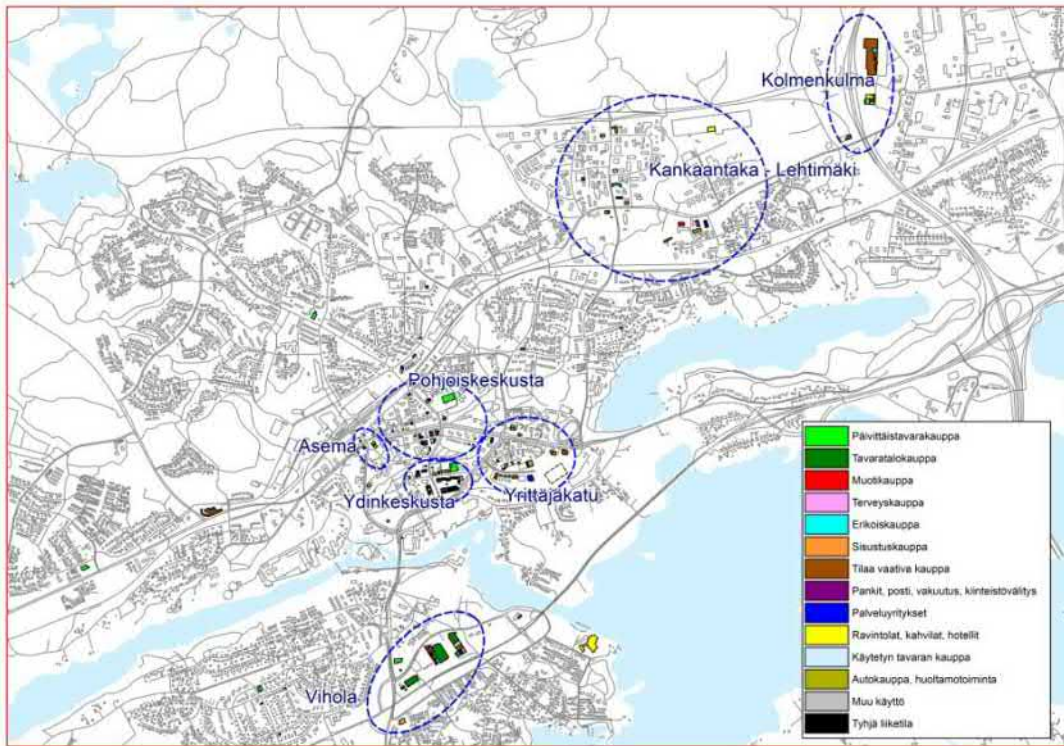 Kolmenkulma
Kankaantaka - Lehtimäki
Pohjoiskeskusta
Asema
Ydinkeskusta
Yrittäjäkatu
Vihola
Päivittäistavarakauppa
Tavaratalokauppa
Muotikauppa
Terveyskauppa
Erikoiskauppa
Sisustuskauppa
Tilaa vaativa kauppa
Pankit, posti, vakuutus, kiinteistövälitys
Palveluyritykset
Ravintolat, kahvilat, hotellit
Käytetyn tavaran kauppa
Autokauppa, huoltamotoiminta
Muu käyttö
Tyhjä liiketila